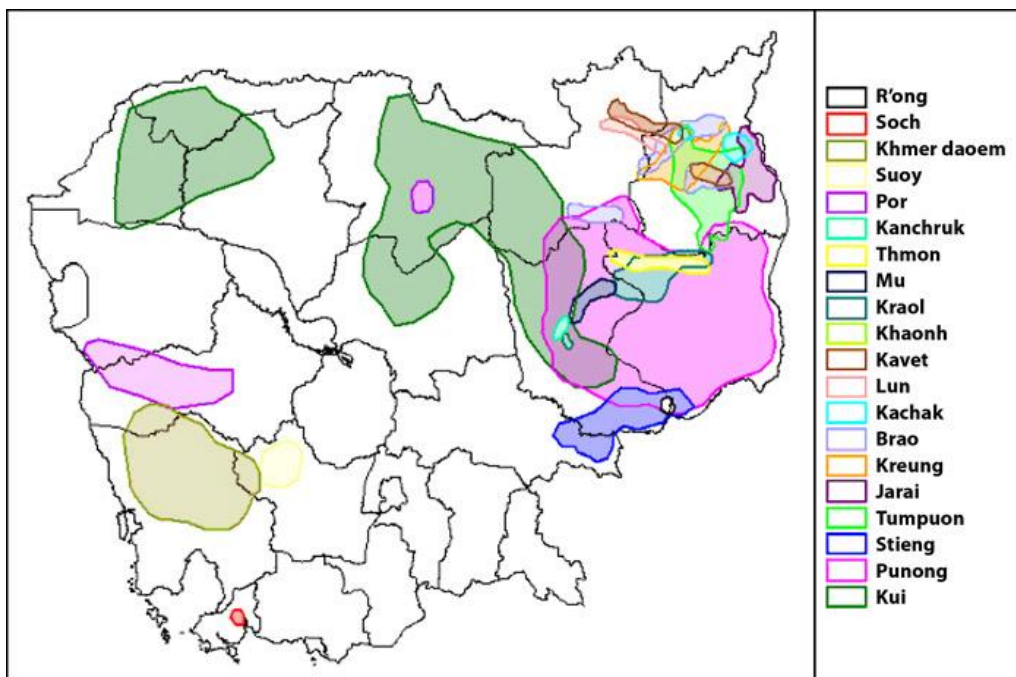 R'ong
Soch
Khmer daoem
Suoy
Por
Kanchruk
Thmon
Mu
Kraol
Khaonh
Kavet
Lun
Kachak
Brao
Kreung
Jarai
Tumpuon
Stieng
Punong
Kui